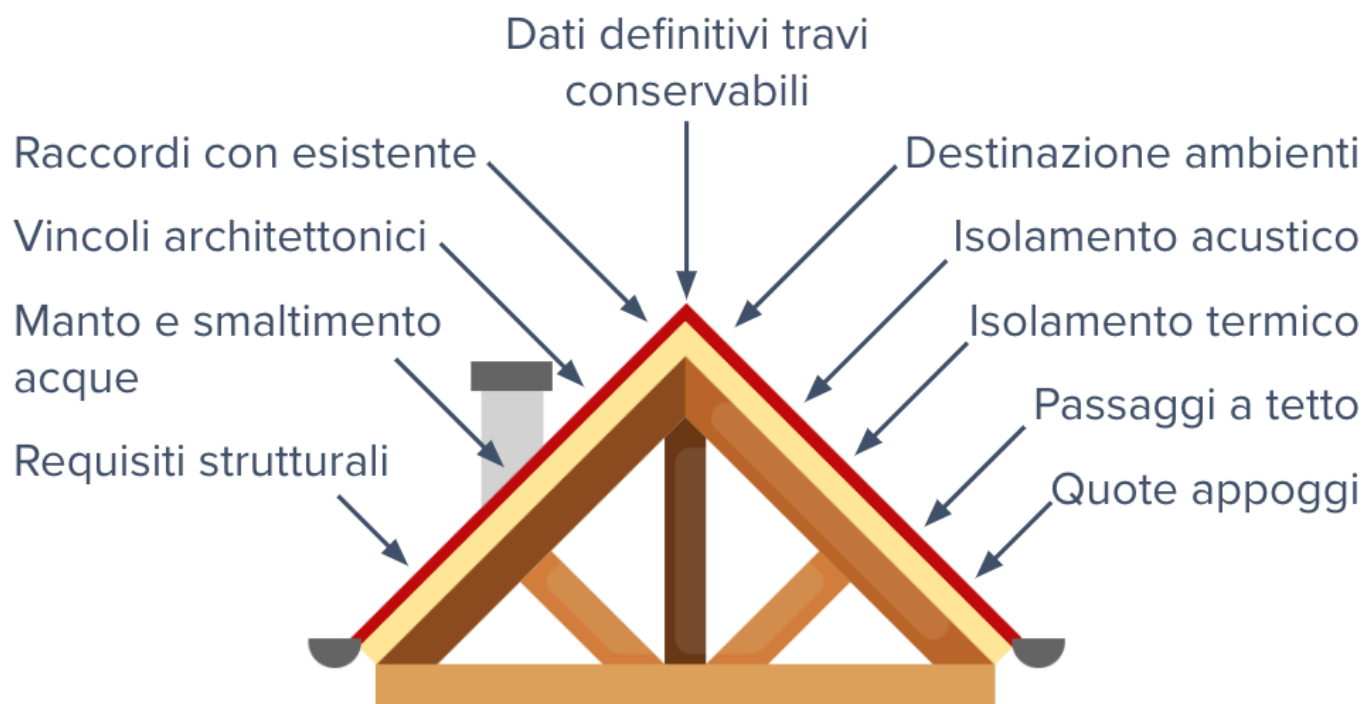 Dati definitivi travi
conservabili
Raccordi con esistente
Destinazione ambienti
Vincoli architettonici
Isolamento acustico
Manto e smaltimento
acque
Isolamento termico
Passaggi a tetto
Requisiti strutturali
Quote appoggi